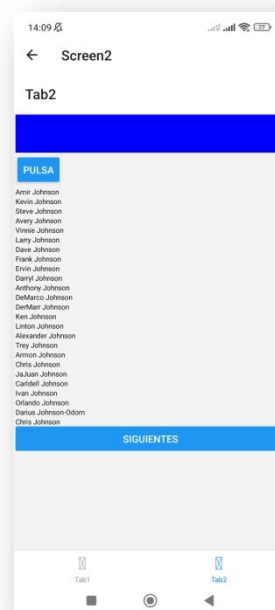 14:09
77
Screen2
Tab2
PULSA
Amir Johnson
Kevin Johnson
Steve Johnson
Avery Johnson
Vinnie Johnson
Larry Johnson
Dave Johnson
Frank Johnson
Ervin Johnson
Darryl Johnson
Anthony Johnson
DeMarco Johnson
DerMarr Johnson
Ken Johnson
Linton Johnson
Alexander Johnson
Trey Johnson
Armon Johnson
Chris Johnson
JaJuan Johnson
Carldell Johnson
Ivan Johnson
Orlando Johnson
Darius Johnson-Odom
Chris Johnson
SIGUIENTES
Tab1
Tab2